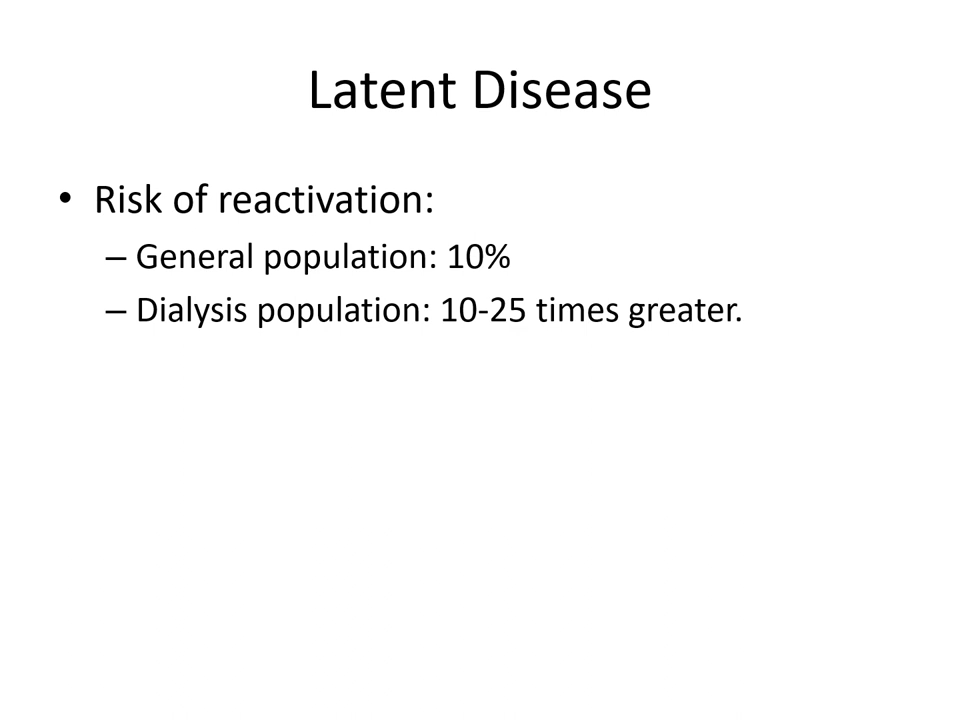 Latent Disease
• Risk of reactivation:
– General population: 10%
– Dialysis population: 10-25 times greater.